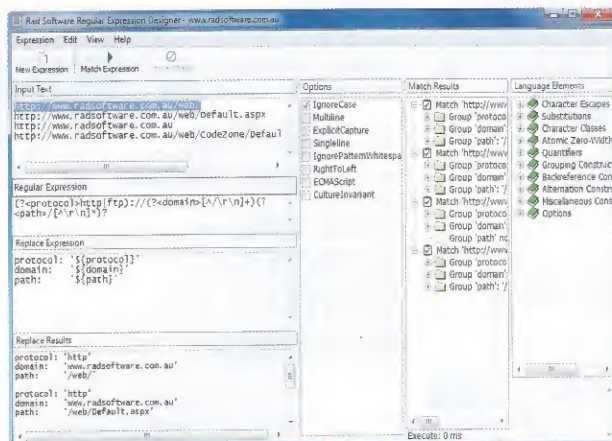 Rad Software Regular Expression Designer - www.radsoftware.com.au
Expression Edit View Help
New Expression Match Expression
Input Text
http://www.radsoftware.com.au/web/
http://www.radsoftware.com.au/web/Default.aspx
http://www.radsoftware.com.au
http://www.radsoftware.com.au/web/CodeZone/Defaul
Regular Expression
(?<protocol>http|ftp)://(?<domain>[^/\r\n]+)(?
<path>/[^\r\n]*)?
Replace Expression
protocol: '${protocol}'
domain: '${domain}'
path: '${path}'
Replace Results
protocol: 'http'
domain: 'www.radsoftware.com.au'
path: '/web/'
protocol: 'http'
domain: 'www.radsoftware.com.au'
path: '/web/Default.aspx'
Options
IgnoreCase
Multiline
ExplicitCapture
Singleline
IgnorePatternWhitespa
RightToLeft
ECMAScript
CultureInvariant
Match Results
Match 'http://www
Group 'protoco
Group 'domain'
Group 'path': '/
Match 'http://www
Group 'protoco
Group 'domain'
Group 'path': '/
Match 'http://www
Group 'protoco
Group 'domain'
Group 'path' no
Match 'http://www
Group 'protoco
Group 'domain'
Group 'path': '/
Execute: 0 ms
Language Elements
Character Escapes
Substitutions
Character Classes
Atomic Zero-Width
Quantifiers
Grouping Construc
Backreference Con
Alternation Constr
Miscellaneous Cons
Options